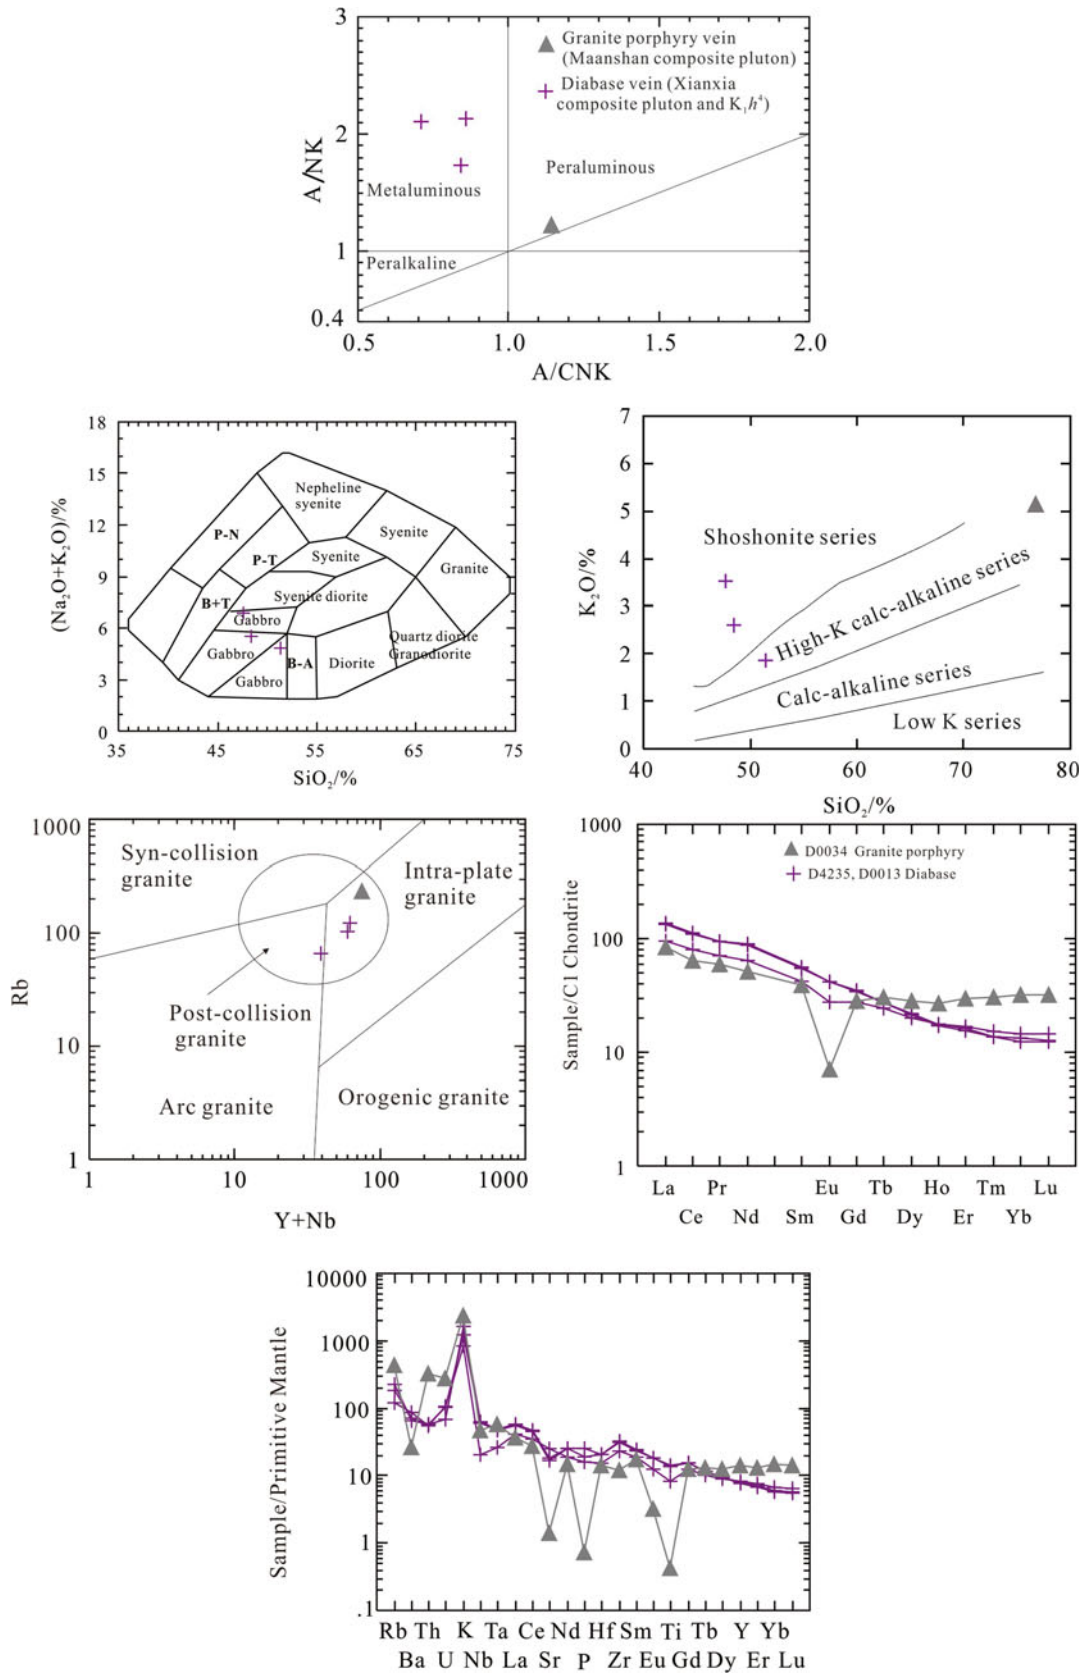 3
2
1
0.4
A/NK
Granite porphyry vein
(Maanshan composite pluton)
Diabase vein (Xianxia
composite pluton and K₁h⁴)
Peraluminous
Metaluminous
Peralkaline
0.5 1.0 1.5 2.0
A/CNK
18
15
12
9
6
3
0
(Na₂O+K₂O)/%
Nepheline
syenite
P-N
Syenite
P-T
Syenite
Granite
B+T
Syenite diorite
Gabbro
Quartz diorite
Gabbro
B-A
Diorite
Granodiorite
Gabbro
35 45 55 65 75
SiO₂/%
7
6
5
4
3
2
1
0
K₂O/%
Shoshonite series
High-K calc-alkaline series
Calc-alkaline series
Low K series
40 50 60 70 80
SiO₂/%
1000
100
10
1
Rb
Syn-collision
granite
Intra-plate
granite
Post-collision
granite
Arc granite
Orogenic granite
1 10 100 1000
Y+Nb
1000
100
10
1
Sample/C1 Chondrite
D0034 Granite porphyry
D4235, D0013 Diabase
La Pr Eu Tb Ho Tm Lu
Ce Nd Sm Gd Dy Er Yb
10000
1000
100
10
1
.1
Sample/Primitive Mantle
Rb Th K Ta Ce Nd Hf Sm Ti Tb Y Yb
Ba U Nb La Sr P Zr Eu Gd Dy Er Lu